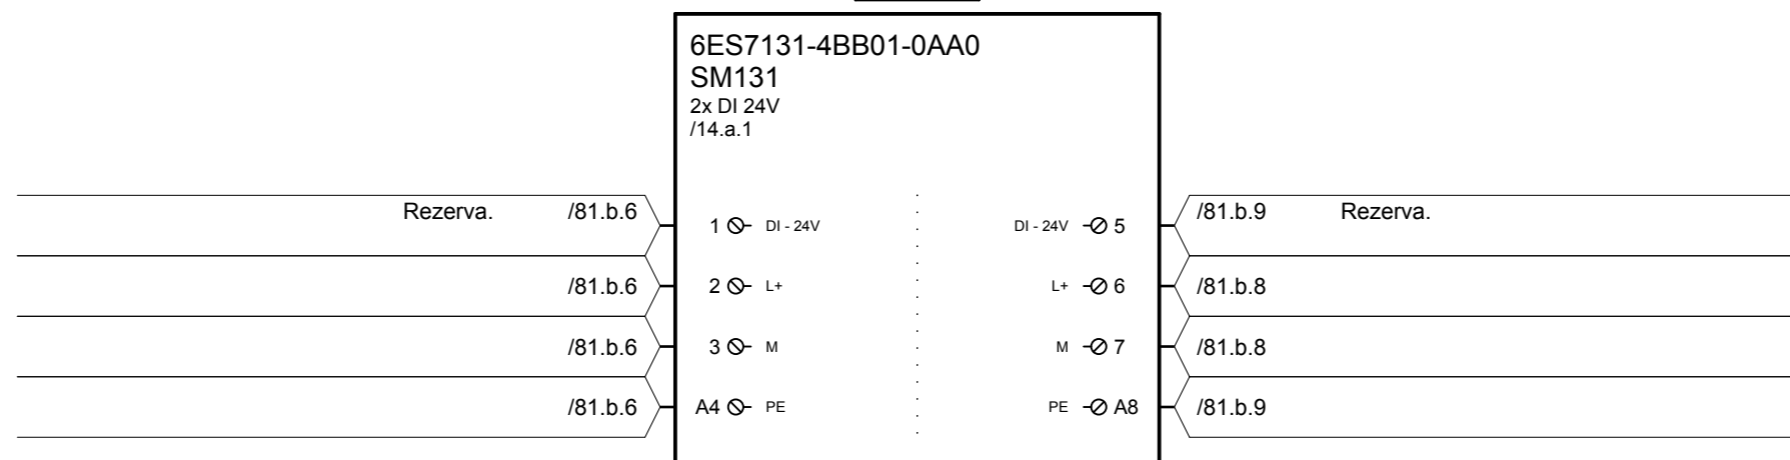 6ES7131-4BB01-0AA0
SM131
2x DI 24V
/14.a.1
Rezerva. /81.b.6 1 DI - 24V DI - 24V 5 /81.b.9 Rezerva.
/81.b.6 2 L+ L+ 6 /81.b.8
/81.b.6 3 M M 7 /81.b.8
/81.b.6 A4 PE PE A8 /81.b.9